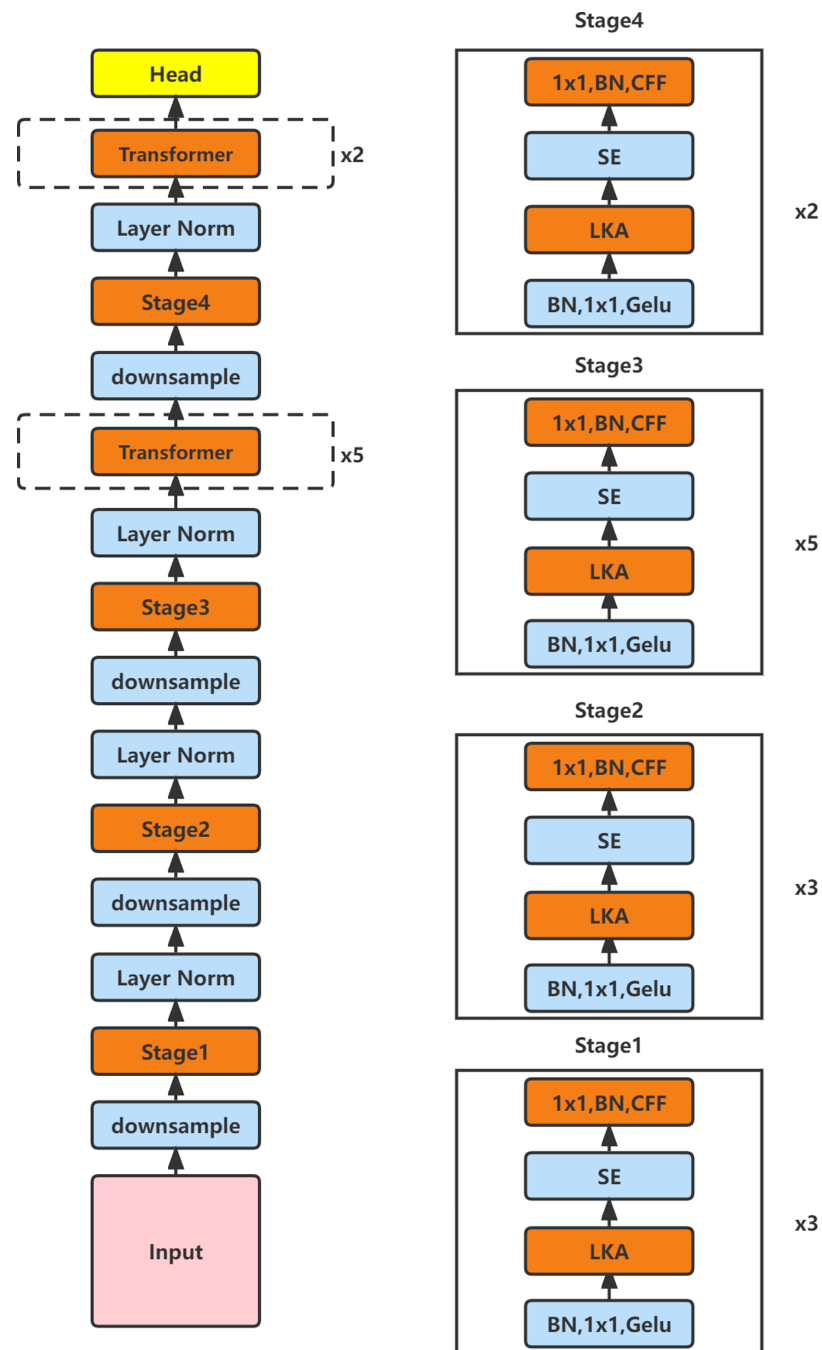 Head
Transformer
x2
Layer Norm
Stage4
downsample
Transformer
x5
Layer Norm
Stage3
downsample
Layer Norm
Stage2
downsample
Layer Norm
Stage1
downsample
Input
Stage4
1x1,BN,CFF
SE
LKA
x2
BN,1x1,Gelu
Stage3
1x1,BN,CFF
SE
x5
LKA
BN,1x1,Gelu
Stage2
1x1,BN,CFF
SE
x3
LKA
BN,1x1,Gelu
Stage1
1x1,BN,CFF
SE
x3
LKA
BN,1x1,Gelu